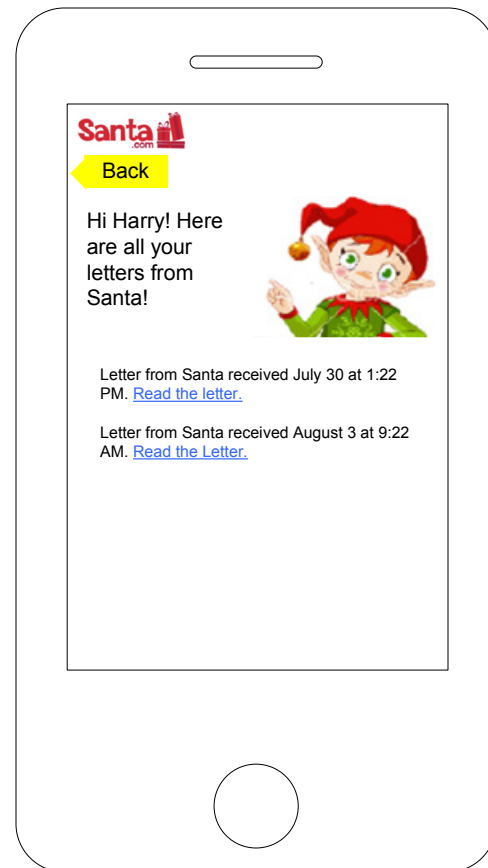 Santa
.com
Back
Hi Harry! Here
are all your
letters from
Santa!
Letter from Santa received July 30 at 1:22
PM. Read the letter.
Letter from Santa received August 3 at 9:22
AM. Read the Letter.